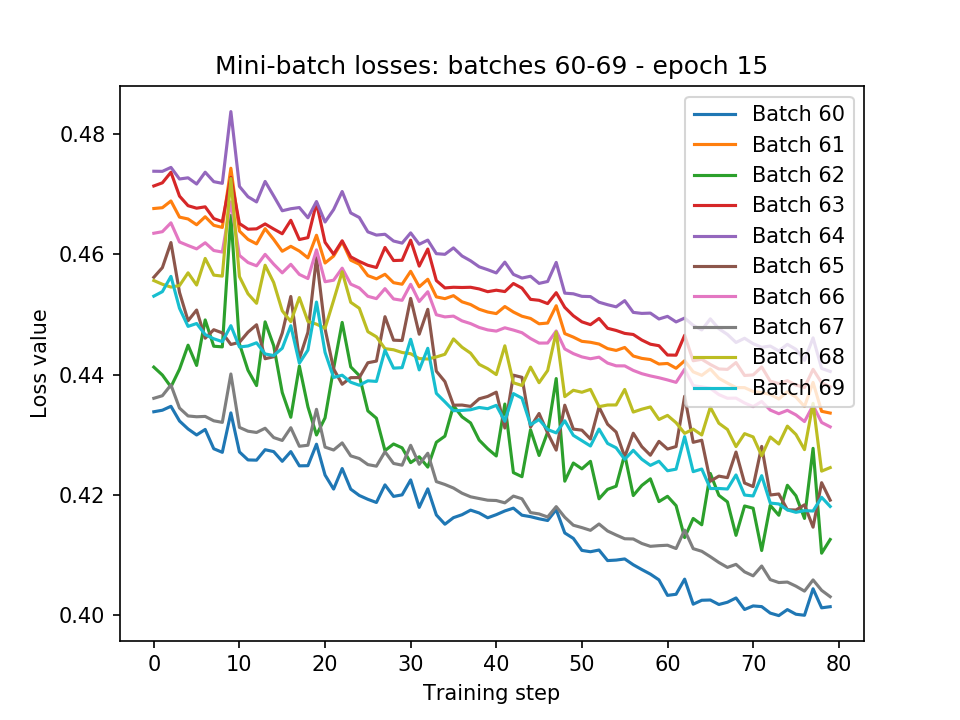 Mini-batch losses: batches 60-69 - epoch 15
Loss value
0.48
0.46
0.44
0.42
0.40
Batch 60
Batch 61
Batch 62
Batch 63
Batch 64
Batch 65
Batch 66
Batch 67
Batch 68
Batch 69
0 10 20 30 40 50 60 70 80
Training step